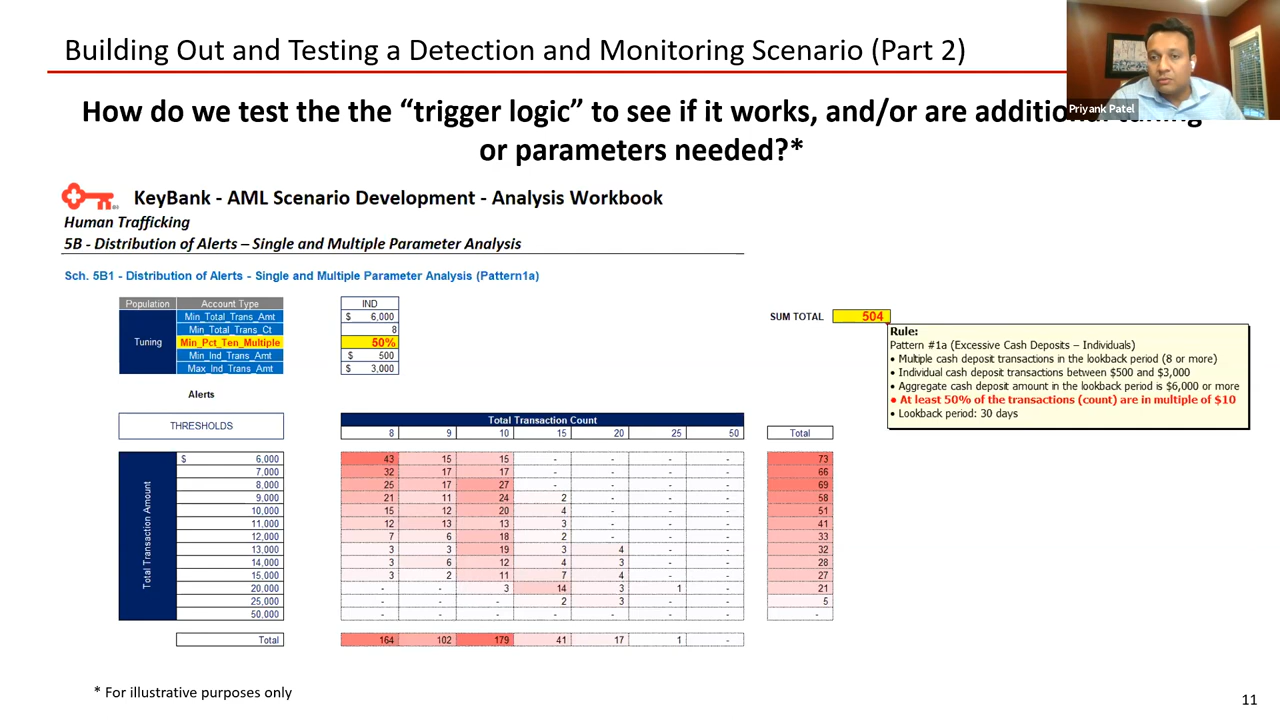 Building Out and Testing a Detection and Monitoring Scenario (Part 2)
Priyank Patel
How do we test the the “trigger logic” to see if it works, and/or are additional tuning
or parameters needed?*
KeyBank - AML Scenario Development - Analysis Workbook
Human Trafficking
5B - Distribution of Alerts – Single and Multiple Parameter Analysis
Sch. 5B1 - Distribution of Alerts - Single and Multiple Parameter Analysis (Pattern1a)
Population Account Type IND
Tuning
Min_Total_Trans_Amt $ 6,000
Min_Total_Trans_Ct 8
Min_Pct_Ten_Multiple 50%
Min_Ind_Trans_Amt $ 500
Max_Ind_Trans_Amt $ 3,000
SUM TOTAL 504
Rule:
Pattern #1a (Excessive Cash Deposits – Individuals)
• Multiple cash deposit transactions in the lookback period (8 or more)
• Individual cash deposit transactions between $500 and $3,000
• Aggregate cash deposit amount in the lookback period is $6,000 or more
• At least 50% of the transactions (count) are in multiple of $10
• Lookback period: 30 days
Alerts
THRESHOLDS
Total Transaction Count
8 9 10 15 20 25 50 Total
Total Transaction Amount
$ 6,000 43 15 15 - - - - 73
7,000 32 17 17 - - - - 66
8,000 25 17 27 - - - - 69
9,000 21 11 24 2 - - - 58
10,000 15 12 20 4 - - - 51
11,000 12 13 13 3 - - - 41
12,000 7 6 18 2 - - - 33
13,000 3 3 19 3 4 - - 32
14,000 3 6 12 4 3 - - 28
15,000 3 2 11 7 4 - - 27
20,000 - - 3 14 3 1 - 21
25,000 - - - 2 3 - - 5
50,000 - - - - - - - -
Total 164 102 179 41 17 1 -
* For illustrative purposes only
11